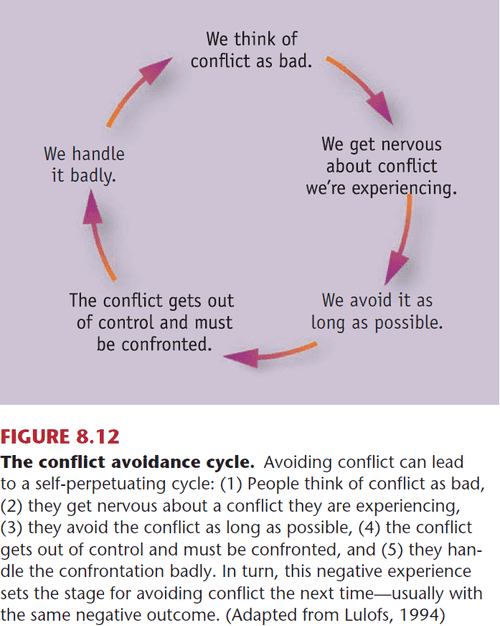 We think of
conflict as bad.
We get nervous
about conflict
we're experiencing.
We avoid it as
long as possible.
The conflict gets out
of control and must
be confronted.
We handle
it badly.
FIGURE 8.12
The conflict avoidance cycle. Avoiding conflict can lead
to a self-perpetuating cycle: (1) People think of conflict as bad,
(2) they get nervous about a conflict they are experiencing,
(3) they avoid the conflict as long as possible, (4) the conflict
gets out of control and must be confronted, and (5) they han-
dle the confrontation badly. In turn, this negative experience
sets the stage for avoiding conflict the next time—usually with
the same negative outcome. (Adapted from Lulofs, 1994)